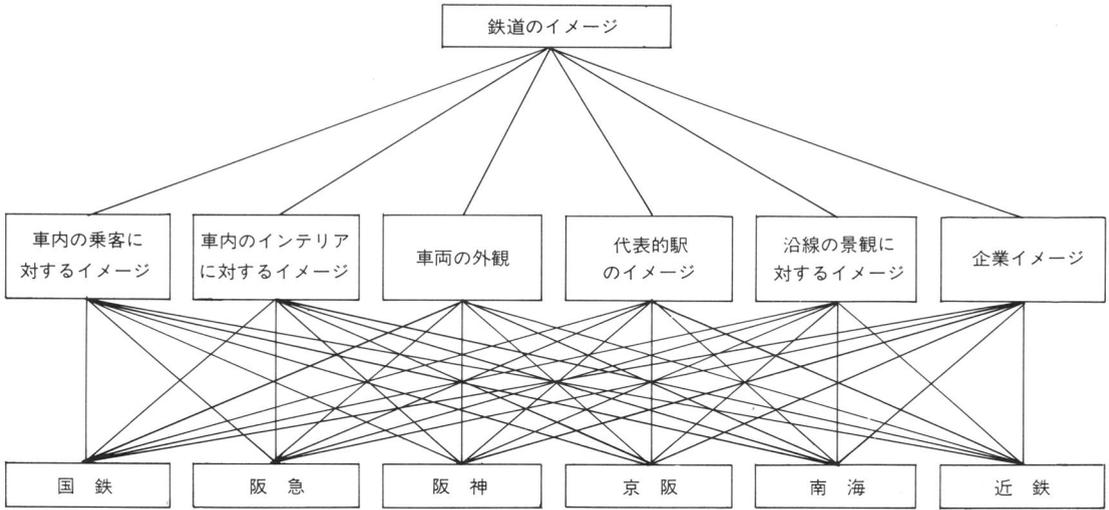 鉄道のイメージ
車内の乗客に
対するイメージ
車内のインテリア
に対するイメージ
車両の外観
代表的駅
のイメージ
沿線の景観に
対するイメージ
企業イメージ
国 鉄
阪 急
阪 神
京 阪
南 海
近 鉄